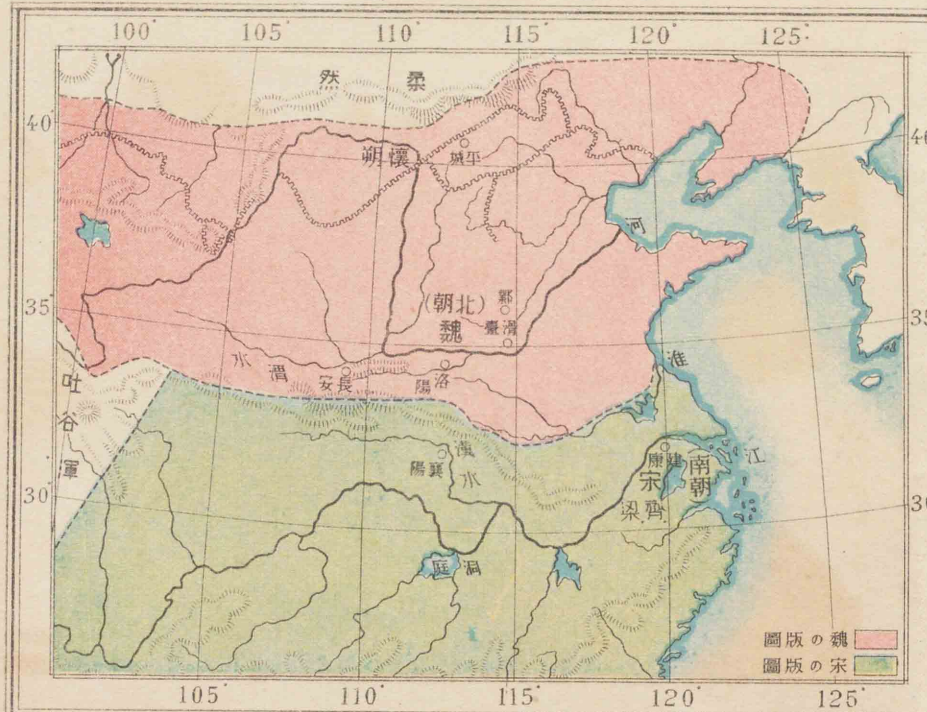 100°
105°
110°
115°
120°
125°
40
40
35
35
30
30
柔然
懷朔
平城
河
(北朝)
魏
鄴
滑臺
渭水
長安
洛陽
淮
吐谷渾
漢水
襄陽
建康
宋
齊梁
(南朝)
江
洞庭
魏の版圖
宋の版圖
105°
110°
115°
120°
125°